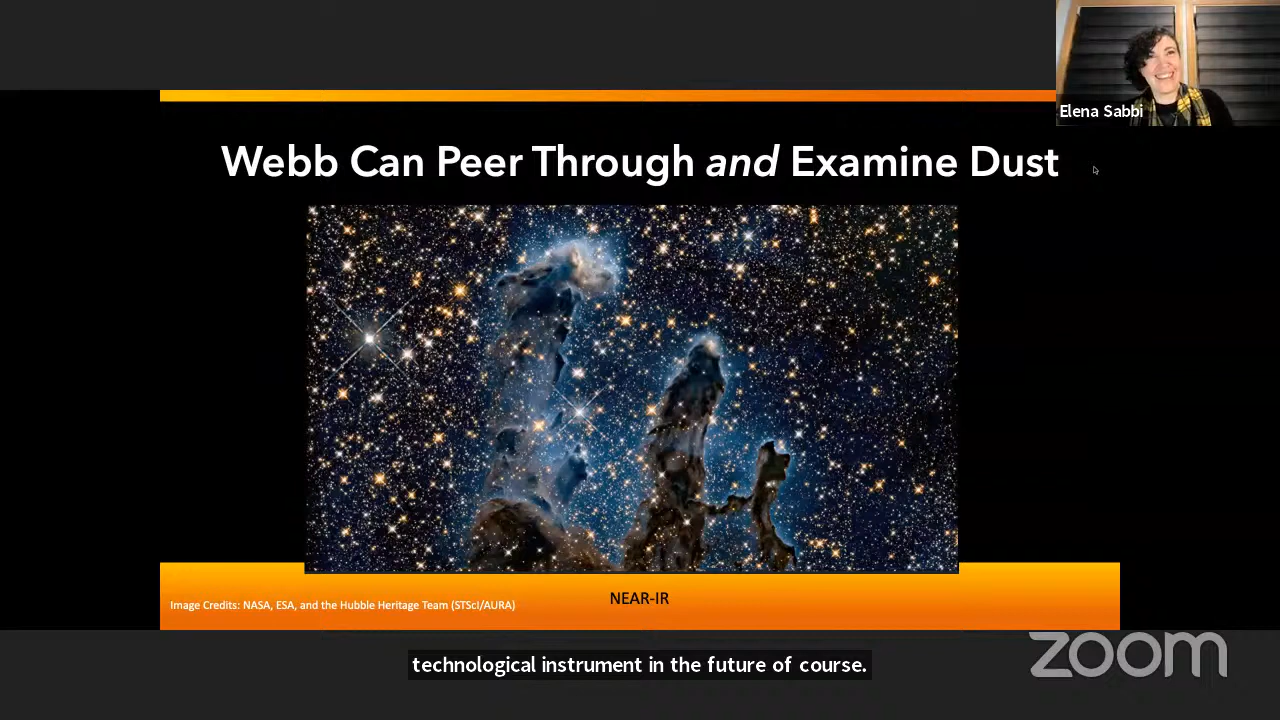 Elena Sabbi
Webb Can Peer Through and Examine Dust
NEAR-IR
Image Credits: NASA, ESA, and the Hubble Heritage Team (STScI/AURA)
zoom
technological instrument in the future of course.